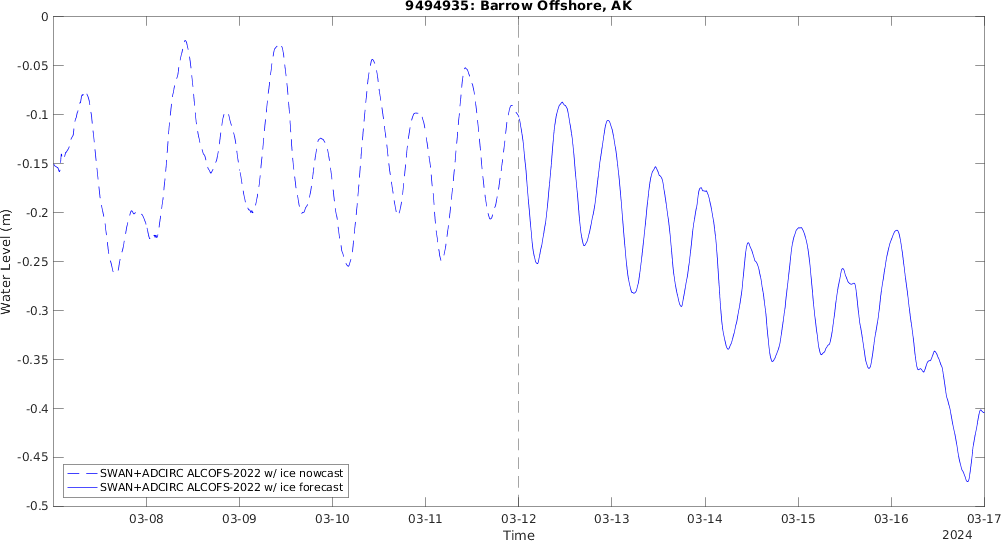 9494935: Barrow Offshore, AK
Water Level (m)
0
-0.05
-0.1
-0.15
-0.2
-0.25
-0.3
-0.35
-0.4
-0.45
-0.5
SWAN+ADCIRC ALCOFS-2022 w/ ice nowcast
SWAN+ADCIRC ALCOFS-2022 w/ ice forecast
03-08 03-09 03-10 03-11 03-12 03-13 03-14 03-15 03-16 03-17
Time
2024